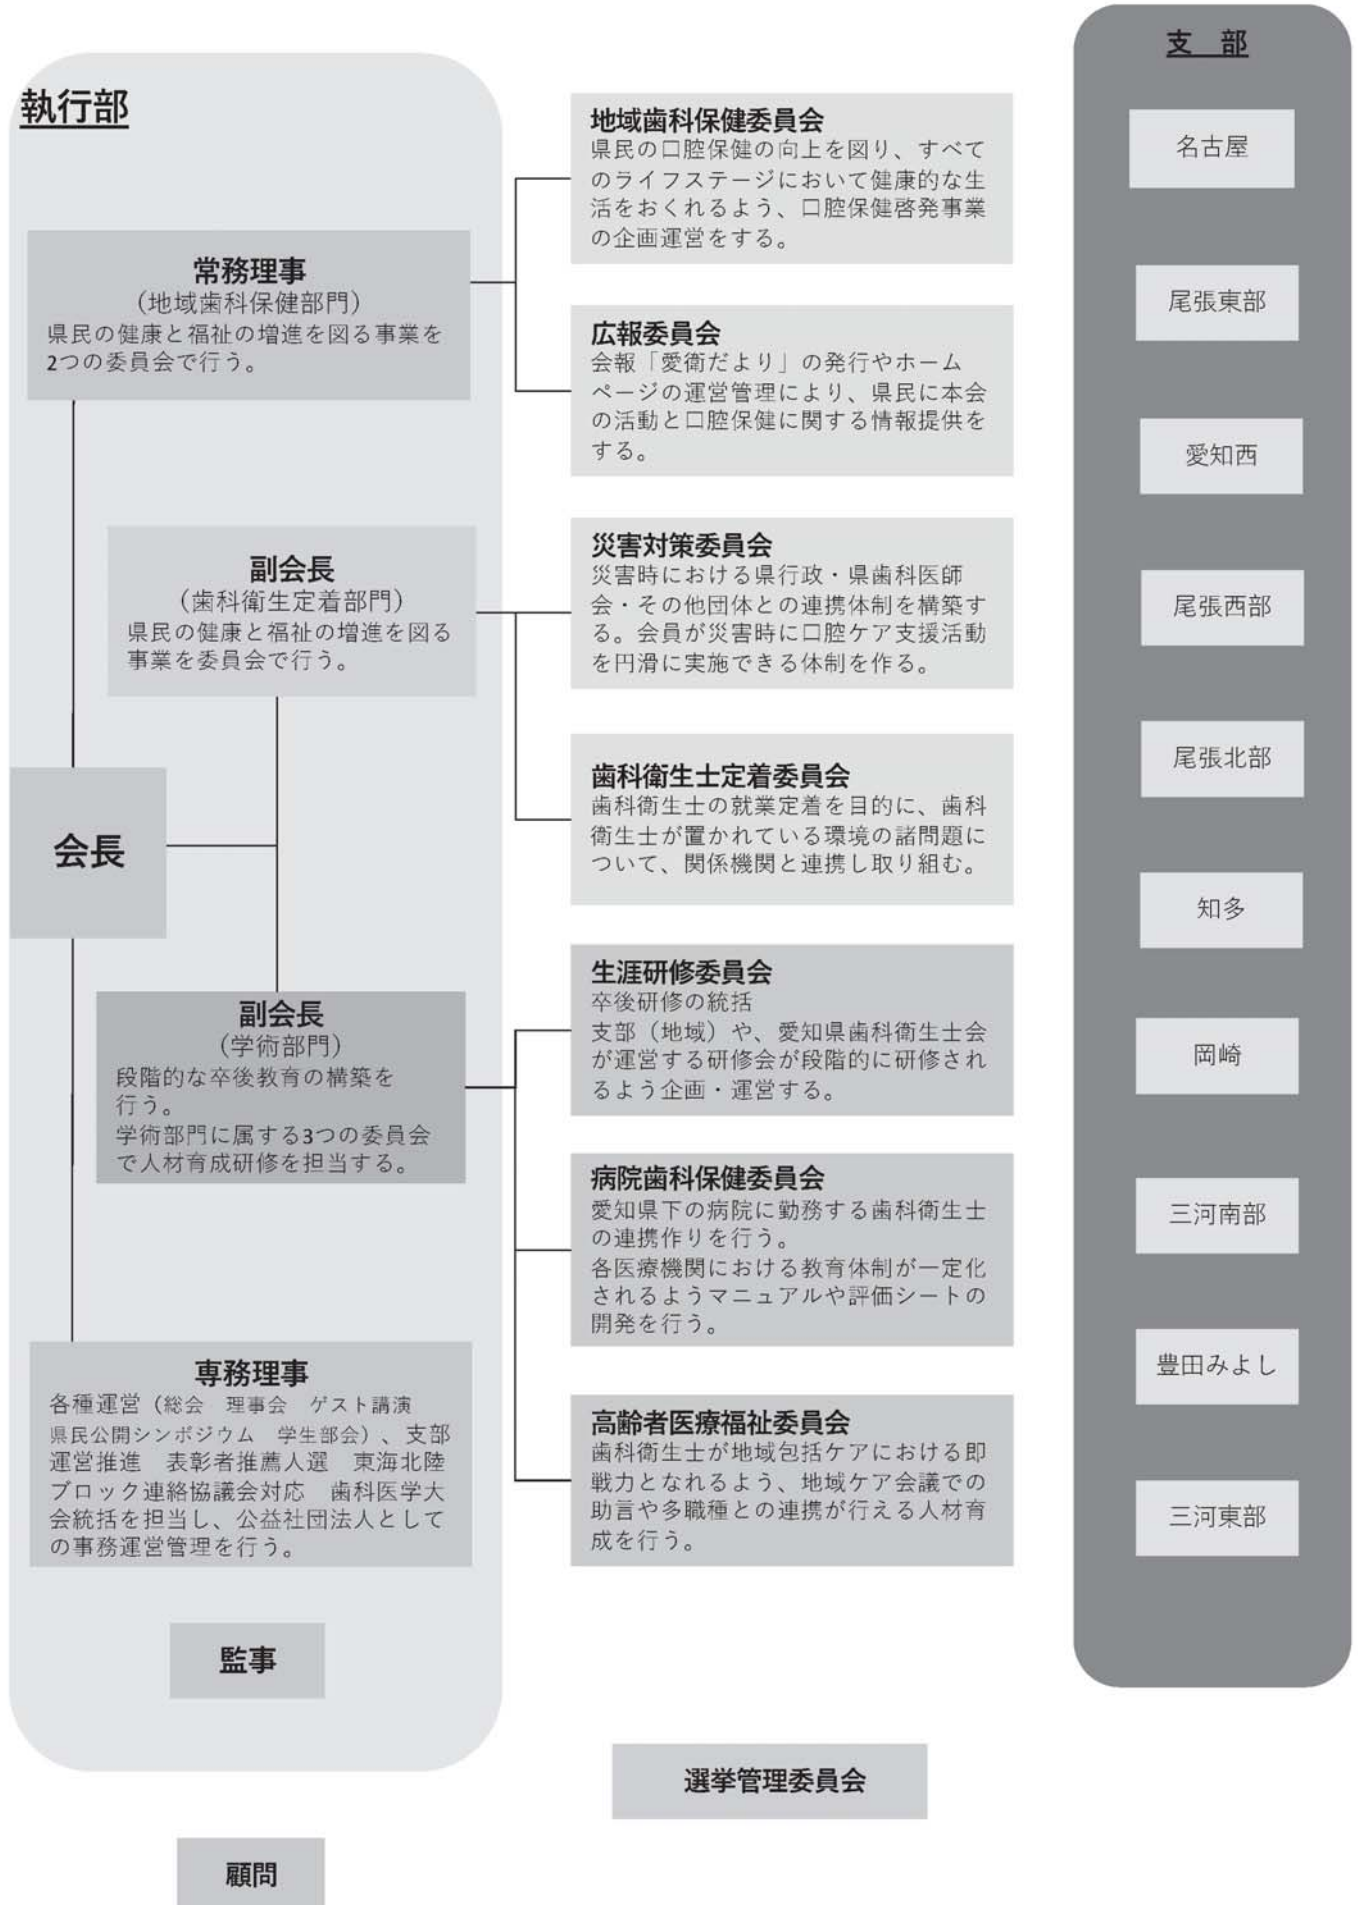 執行部
常務理事
（地域歯科保健部門）
県民の健康と福祉の増進を図る事業を
2つの委員会で行う。
副会長
（歯科衛生定着部門）
県民の健康と福祉の増進を図る
事業を委員会で行う。
会長
副会長
（学術部門）
段階的な卒後教育の構築を
行う。
学術部門に属する3つの委員会
で人材育成研修を担当する。
専務理事
各種運営（総会　理事会　ゲスト講演
県民公開シンポジウム　学生部会）、支部
運営推進　表彰者推薦人選　東海北陸
ブロック連絡協議会対応　歯科医学大
会統括を担当し、公益社団法人として
の事務運営管理を行う。
監事
顧問
地域歯科保健委員会
県民の口腔保健の向上を図り、すべて
のライフステージにおいて健康的な生
活をおくれるよう、口腔保健啓発事業
の企画運営をする。
広報委員会
会報「愛衛だより」の発行やホーム
ページの運営管理により、県民に本会
の活動と口腔保健に関する情報提供を
する。
災害対策委員会
災害時における県行政・県歯科医師
会・その他団体との連携体制を構築す
る。会員が災害時に口腔ケア支援活動
を円滑に実施できる体制を作る。
歯科衛生士定着委員会
歯科衛生士の就業定着を目的に、歯科
衛生士が置かれている環境の諸問題に
ついて、関係機関と連携し取り組む。
生涯研修委員会
卒後研修の統括
支部（地域）や、愛知県歯科衛生士会
が運営する研修会が段階的に研修され
るよう企画・運営する。
病院歯科保健委員会
愛知県下の病院に勤務する歯科衛生士
の連携作りを行う。
各医療機関における教育体制が一定化
されるようマニュアルや評価シートの
開発を行う。
高齢者医療福祉委員会
歯科衛生士が地域包括ケアにおける即
戦力となれるよう、地域ケア会議での
助言や多職種との連携が行える人材育
成を行う。
選挙管理委員会
支　部
名古屋
尾張東部
愛知西
尾張西部
尾張北部
知多
岡崎
三河南部
豊田みよし
三河東部